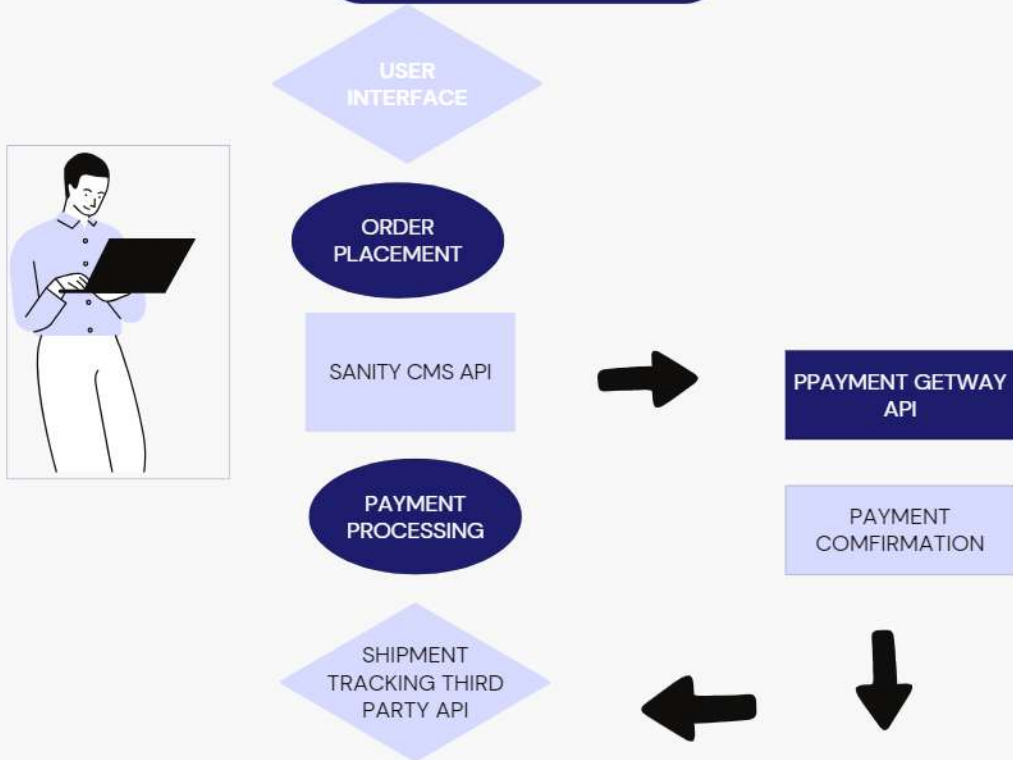 USER
INTERFACE
ORDER
PLACEMENT
SANITY CMS API
PPAYMENT GETWAY
API
PAYMENT
PROCESSING
PAYMENT
COMFIRMATION
SHIPMENT
TRACKING THIRD
PARTY API